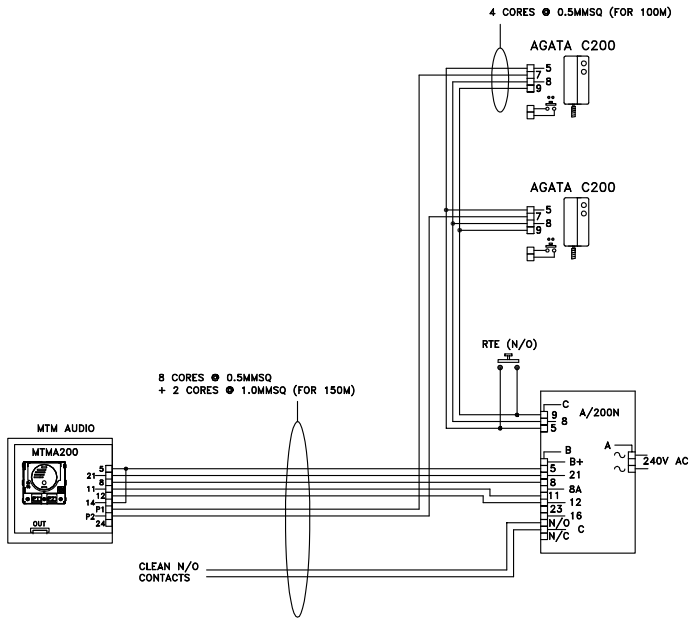 4 CORES @ 0.5MMSQ (FOR 100M)
AGATA C200
5
7
8
9
AGATA C200
5
7
8
9
RTE (N/O)
8 CORES @ 0.5MMSQ
+ 2 CORES @ 1.0MMSQ (FOR 150M)
C
9
8
5
A/200N
A
240V AC
MTM AUDIO
MTMA200
5
21
8
11
12
14
P1
P2
24
OUT
B
B+
5
21
8
8A
11
12
23
16
N/O
C
N/C
CLEAN N/O
CONTACTS